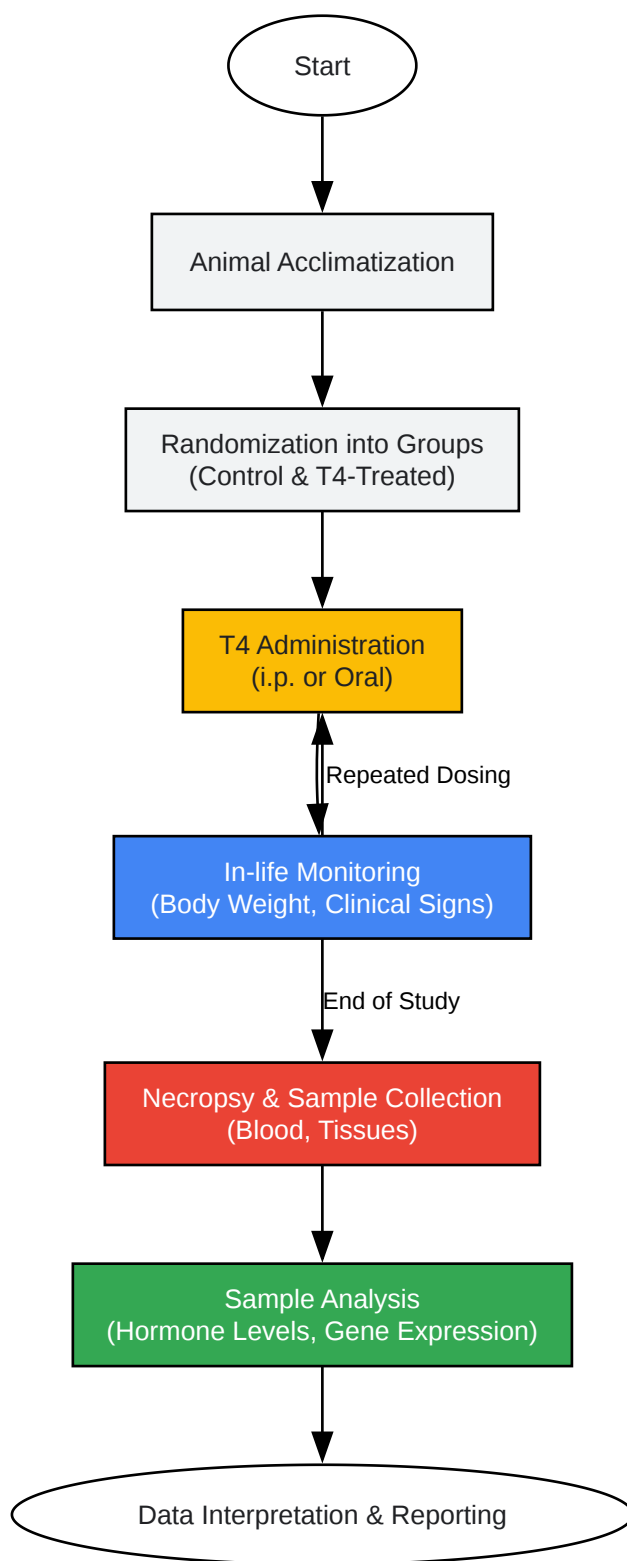 Start
Animal Acclimatization
Randomization into Groups
(Control & T4-Treated)
T4 Administration
(i.p. or Oral)
Repeated Dosing
In-life Monitoring
(Body Weight, Clinical Signs)
End of Study
Necropsy & Sample Collection
(Blood, Tissues)
Sample Analysis
(Hormone Levels, Gene Expression)
Data Interpretation & Reporting